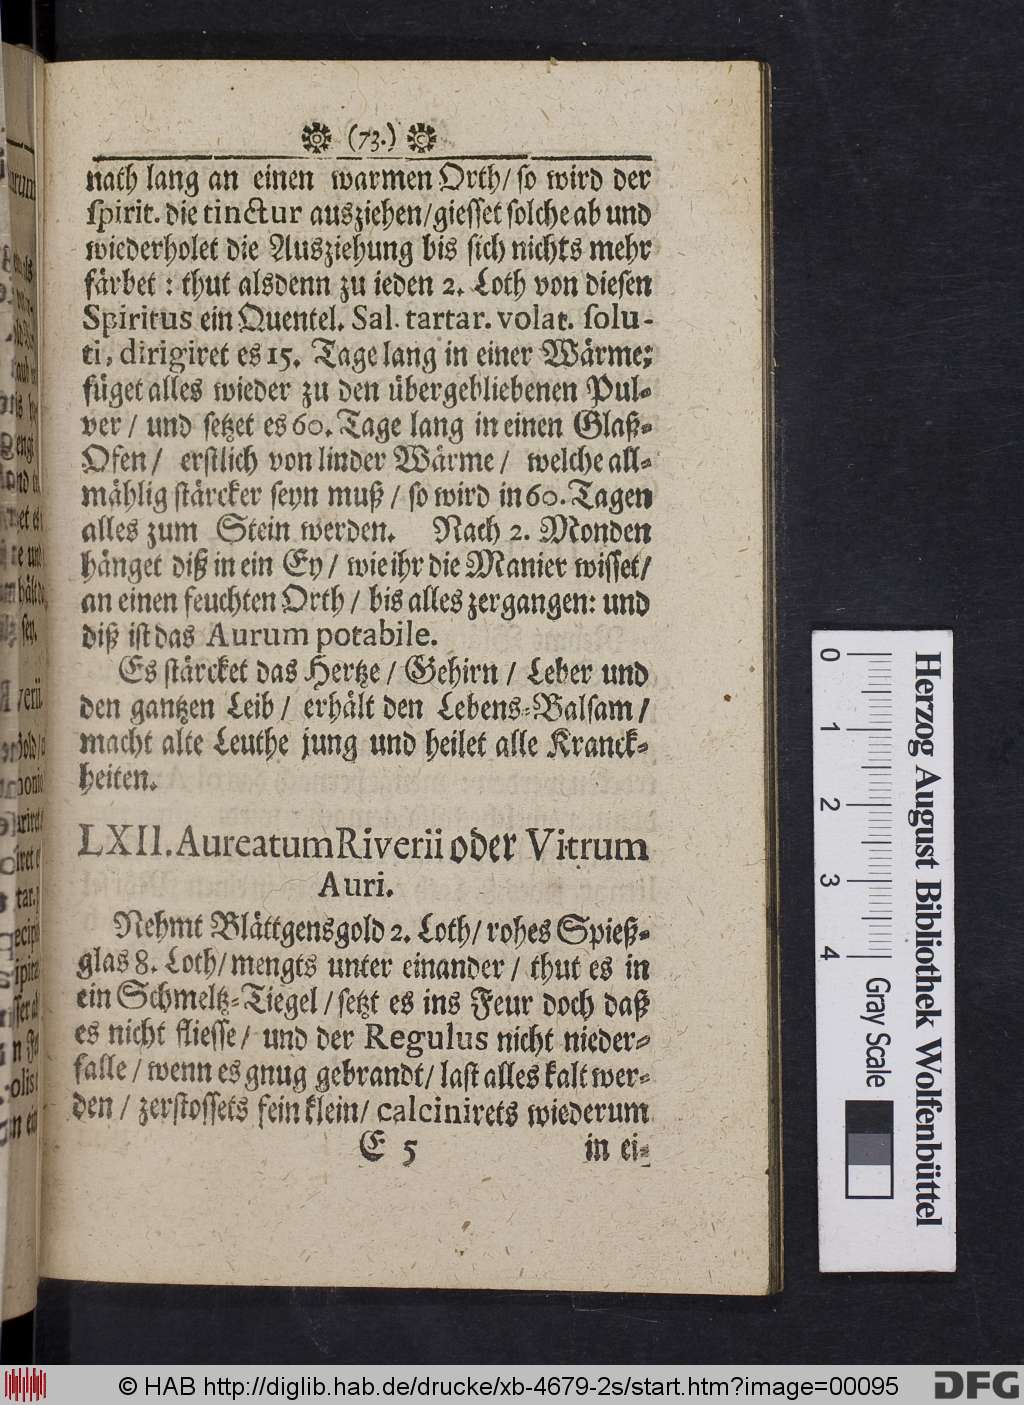 (73.)
nath lang an einen warmen Orth/ so wird der
spirit. die tinctur ausziehen/giesset solche ab und
wiederholet die Ausziehung bis sich nichts mehr
färbet : thut alsdenn zu ieden 2. Loth von diesen
Spiritus ein Quentel. Sal. tartar. volat. solu-
ti, dirigiret es 15. Tage lang in einer Wärme;
füget alles wieder zu den übergebliebenen Pul-
ver / und setzet es 60. Tage lang in einen Glaß-
Ofen / erstlich von linder Wärme / welche all-
mählig stärcker seyn muß / so wird in 60. Tagen
alles zum Stein werden. Nach 2. Monden
hänget diß in ein Ey / wie ihr die Manier wisset/
an einen feuchten Orth / bis alles zergangen: und
diß ist das Aurum potabile.
Es stärcket das Hertze / Gehirn / Leber und
den gantzen Leib / erhält den Lebens-Balsam /
macht alte Leuthe jung und heilet alle Kranck-
heiten.
LXII. Aureatum Riverii oder Vitrum
Auri.
Nehmt Blättgensgold 2. Loth/ rohes Spieß-
glas 8. Loth/ mengts unter einander / thut es in
ein Schmeltz-Tiegel / setzt es ins Feur doch daß
es nicht fliesse / und der Regulus nicht nieder-
falle / wenn es gnug gebrandt/ last alles kalt wer-
den / zerstossets fein klein/ calcinirets wiederum
E 5 in ei-
0 1 2 3 4
Gray Scale
Herzog August Bibliothek Wolfenbüttel
© HAB http://diglib.hab.de/drucke/xb-4679-2s/start.htm?image=00095
DFG